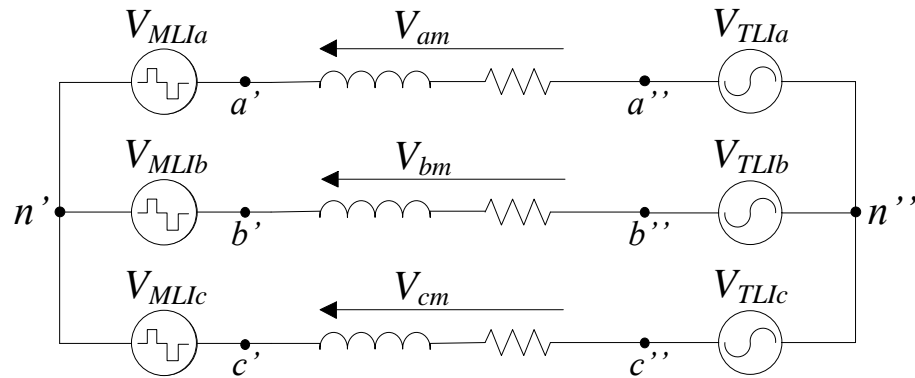 V_MLIa V_am V_TLIa
a' a''
V_MLIb V_bm V_TLIb
n' b' b'' n''
V_MLIc V_cm V_TLIc
c' c''